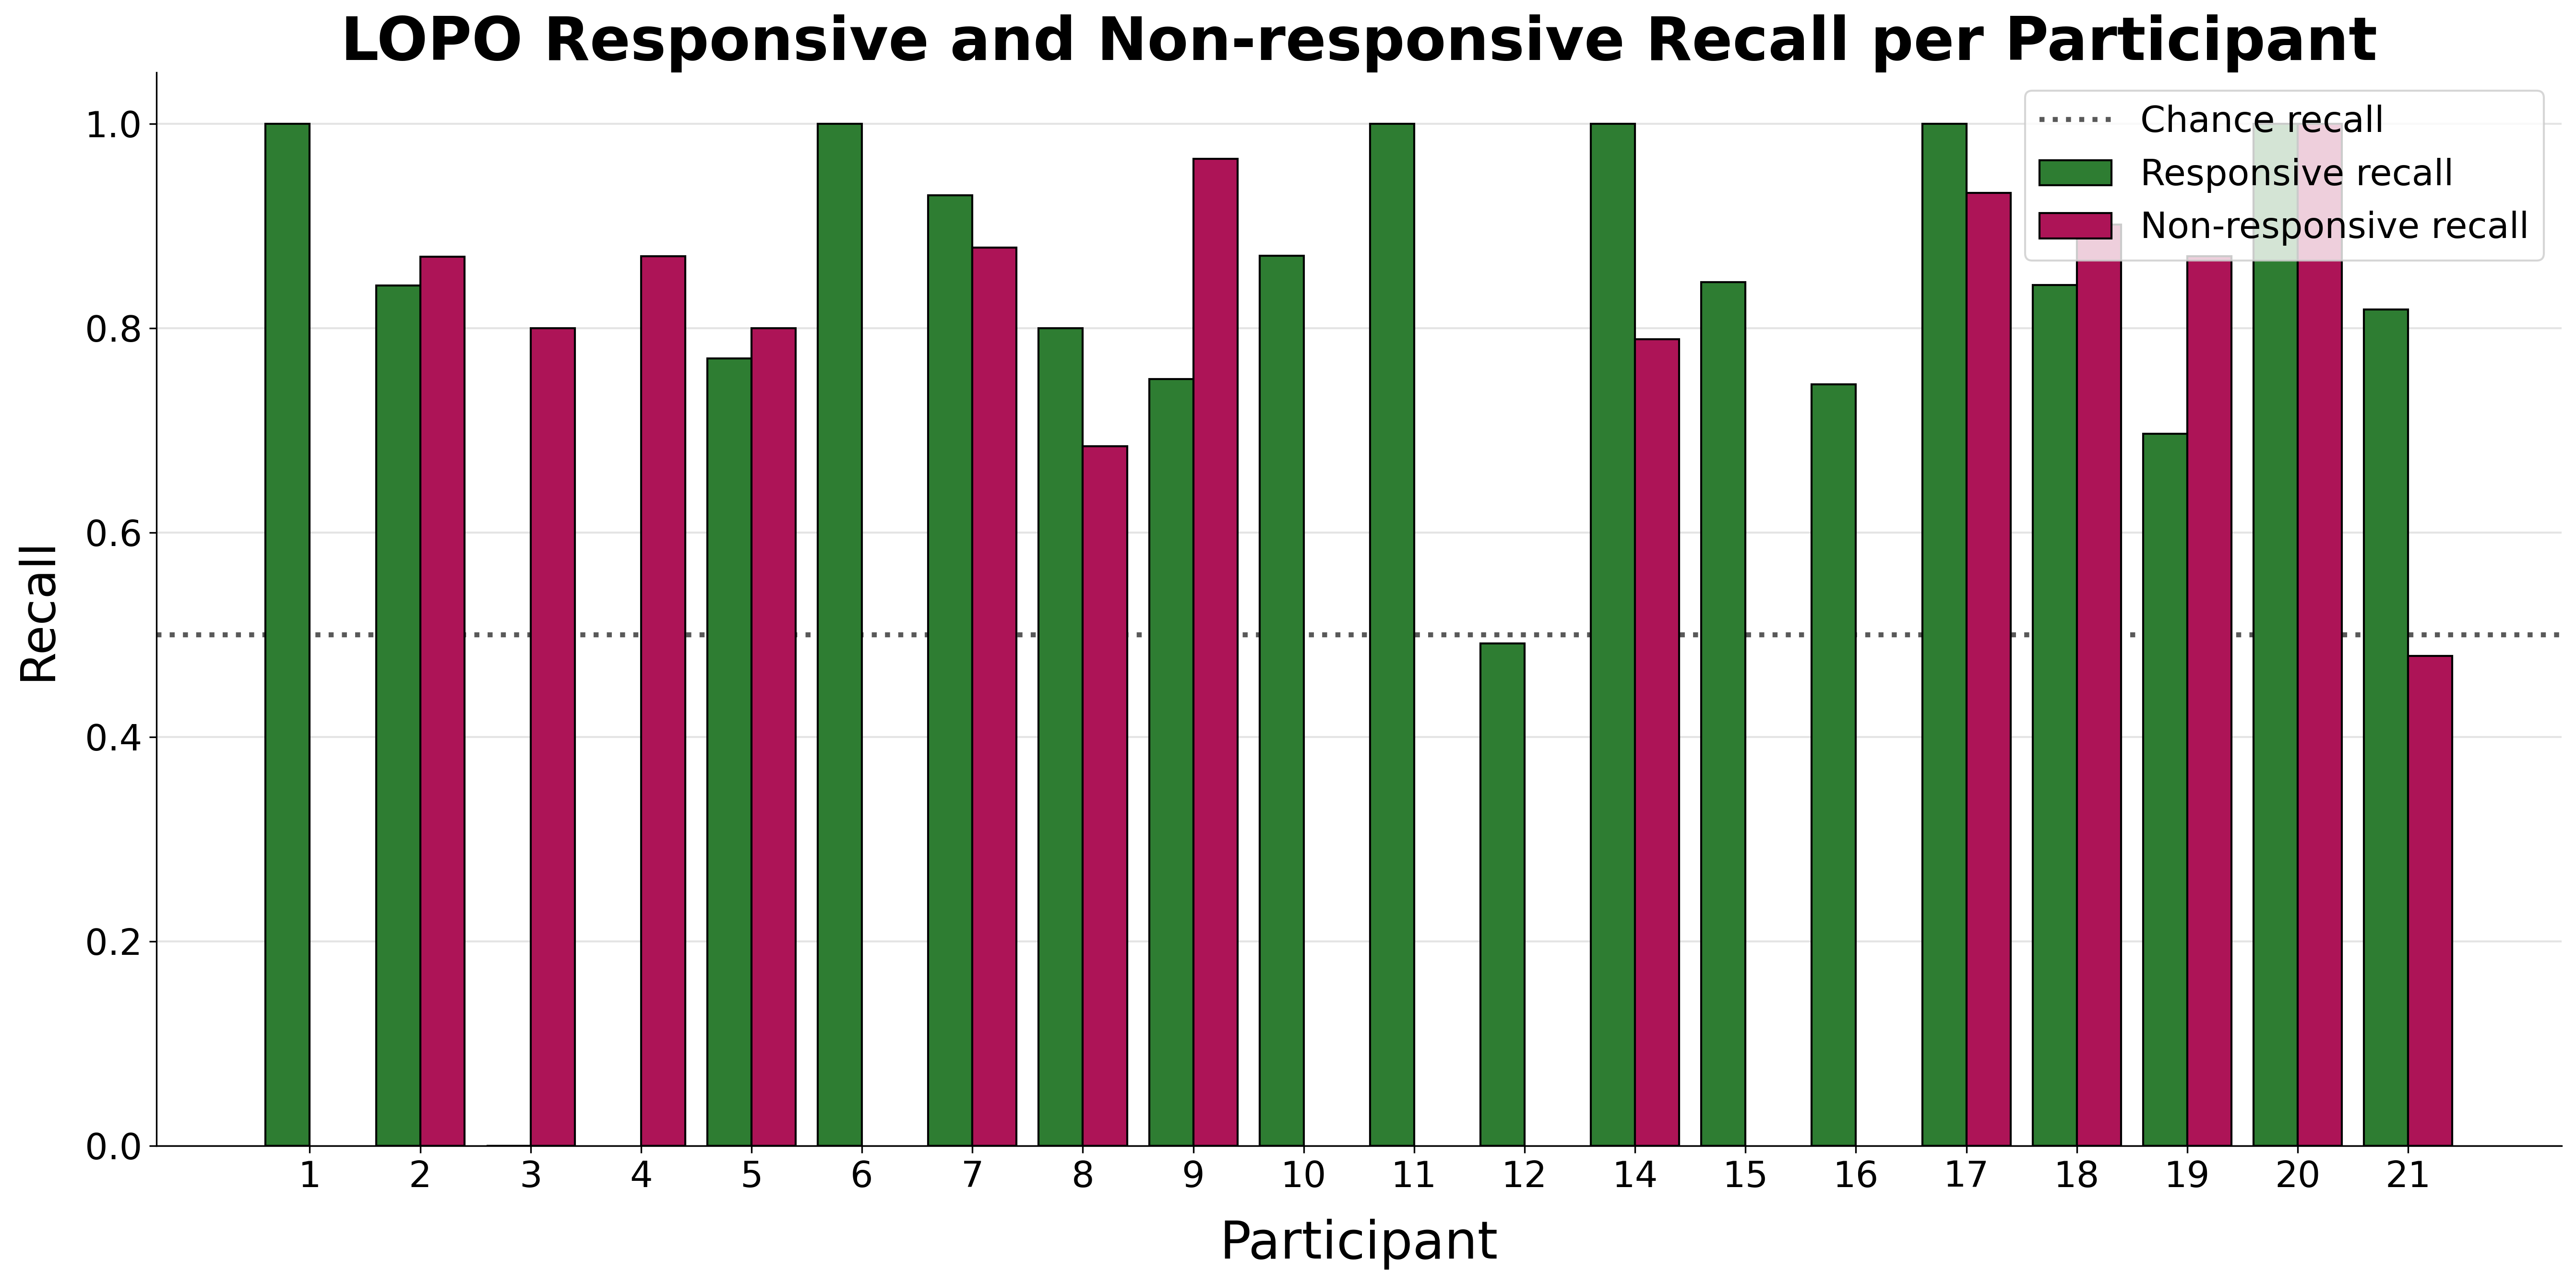 LOPO Responsive and Non-responsive Recall per Participant
Chance recall
Responsive recall
Non-responsive recall
1.0
0.8
0.6
0.4
0.2
0.0
Recall
1 2 3 4 5 6 7 8 9 10 11 12 14 15 16 17 18 19 20 21
Participant